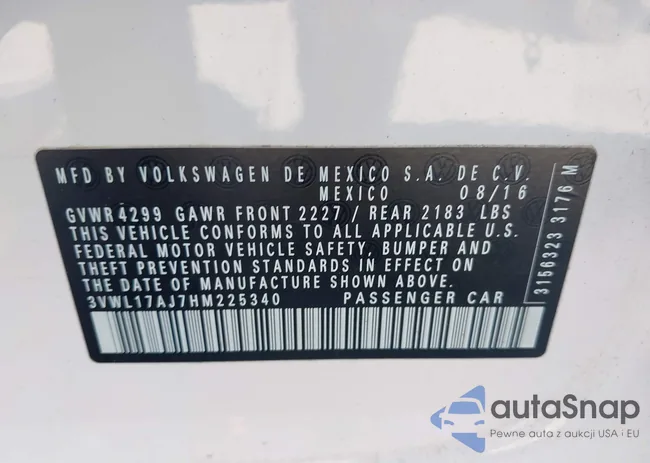 MFD BY VOLKSWAGEN DE MEXICO S.A. DE C.V.
MEXICO 08/16
GVWR 4299 GAWR FRONT 2227 / REAR 2183 LBS
THIS VEHICLE CONFORMS TO ALL APPLICABLE U.S.
FEDERAL MOTOR VEHICLE SAFETY, BUMPER AND
THEFT PREVENTION STANDARDS IN EFFECT ON
THE DATE OF MANUFACTURE SHOWN ABOVE.
3VWL17AJ7HM225340 PASSENGER CAR
3156323 3176 M
autaSnap
Pewne auta z aukcji USA i EU